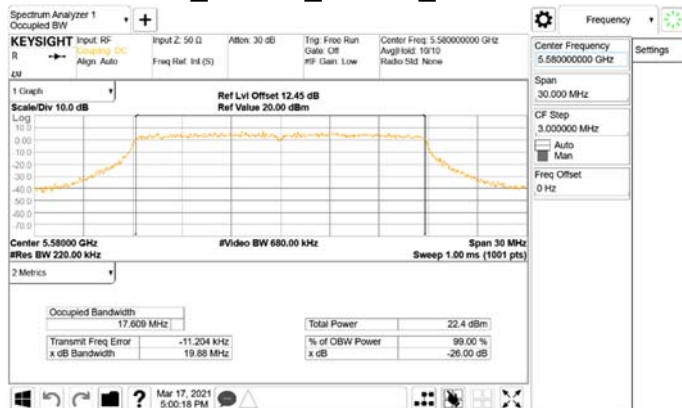 Spectrum Analyzer 1
Occupied BW
+
Frequency
KEYSIGHT Input: RF
R
Coupling: DC
Align: Auto
Input Z: 50 Ω
Freq Ref: Int (S)
Atten: 30 dB
Trig: Free Run
Gate: Off
#IF Gain: Low
Center Freq: 5.580000000 GHz
Avg|Hold: 10/10
Radio Std: None
Center Frequency
5.580000000 GHz
Settings
Span
30.000 MHz
CF Step
3.000000 MHz
Auto
Man
Freq Offset
0 Hz
1 Graph
Scale/Div 10.0 dB
Ref Lvl Offset 12.45 dB
Ref Value 20.00 dBm
Log
10.0
0.00
-10.0
-20.0
-30.0
-40.0
-50.0
-60.0
-70.0
Center 5.58000 GHz
#Res BW 220.00 kHz
#Video BW 680.00 kHz
Span 30 MHz
Sweep 1.00 ms (1001 pts)
2 Metrics
Occupied Bandwidth
17.609 MHz
Total Power 22.4 dBm
Transmit Freq Error -11.204 kHz
% of OBW Power 99.00 %
x dB Bandwidth 19.88 MHz
x dB -26.00 dB
?
Mar 17, 2021
5:00:18 PM